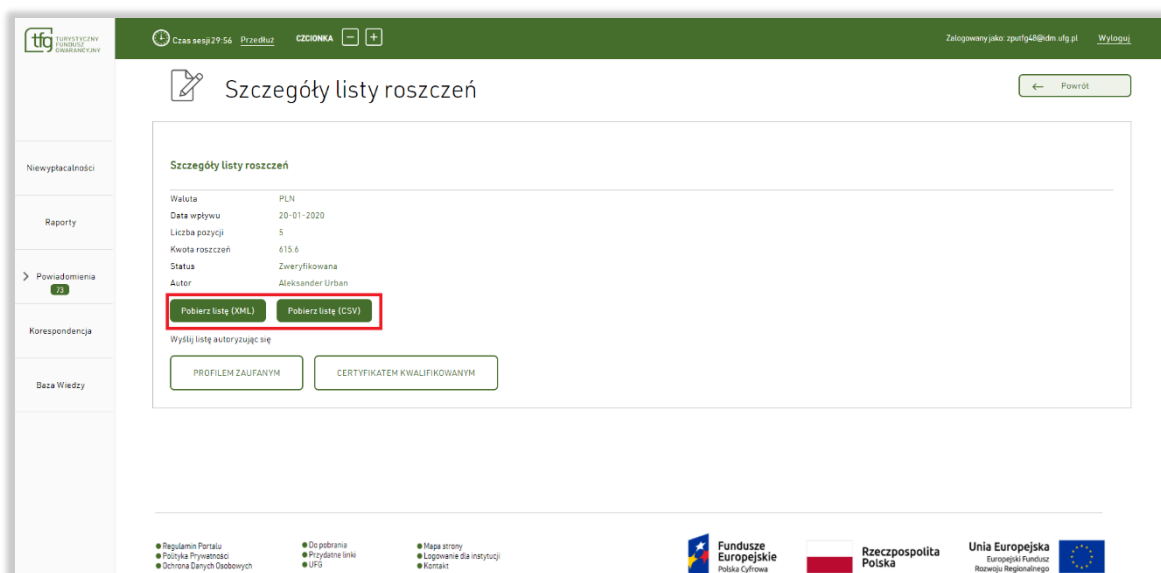 tfg TURYSTYCZNY
FUNDUSZ
GWARANCYJNY
Czas sesji 29:56 Przedłuż CZCIONKA − +
Zalogowany jako: zputfg48@idm.ufg.pl Wyloguj
Szczegóły listy roszczeń
← Powrót
Niewypłacalności
Raporty
Powiadomienia
73
Korespondencja
Baza Wiedzy
Szczegóły listy roszczeń
Waluta PLN
Data wpływu 20-01-2020
Liczba pozycji 5
Kwota roszczeń 615.6
Status Zweryfikowana
Autor Aleksander Urban
Pobierz listę (XML) Pobierz listę (CSV)
Wyślij listę autoryzując się
PROFILEM ZAUFANYM CERTYFIKATEM KWALIFIKOWANYM
Regulamin Portalu
Polityka Prywatności
Ochrona Danych Osobowych
Do pobrania
Przydatne linki
UFG
Mapa strony
Logowanie dla instytucji
Kontakt
Fundusze
Europejskie
Polska Cyfrowa
Rzeczpospolita
Polska
Unia Europejska
Europejski Fundusz
Rozwoju Regionalnego